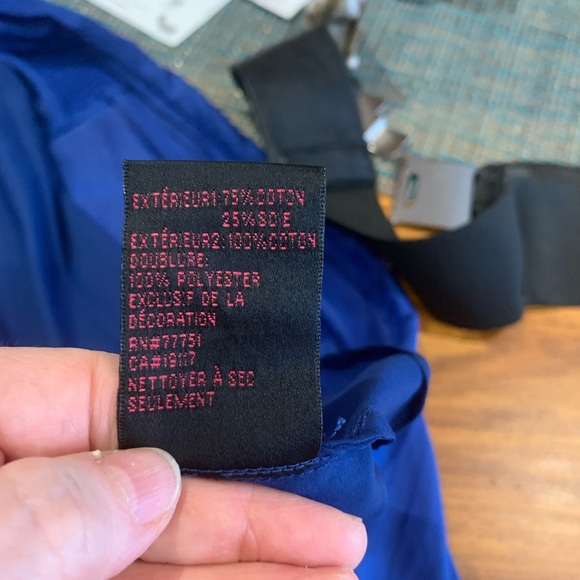 EXTÉRIEUR1:75%COTON
25%SOIE
EXTÉRIEUR2:100%COTON
DOUBLURE:
100% POLYESTER
EXCLUSIF DE LA
DÉCORATION
RN#77751
CA#19117
NETTOYER À SEC
SEULEMENT